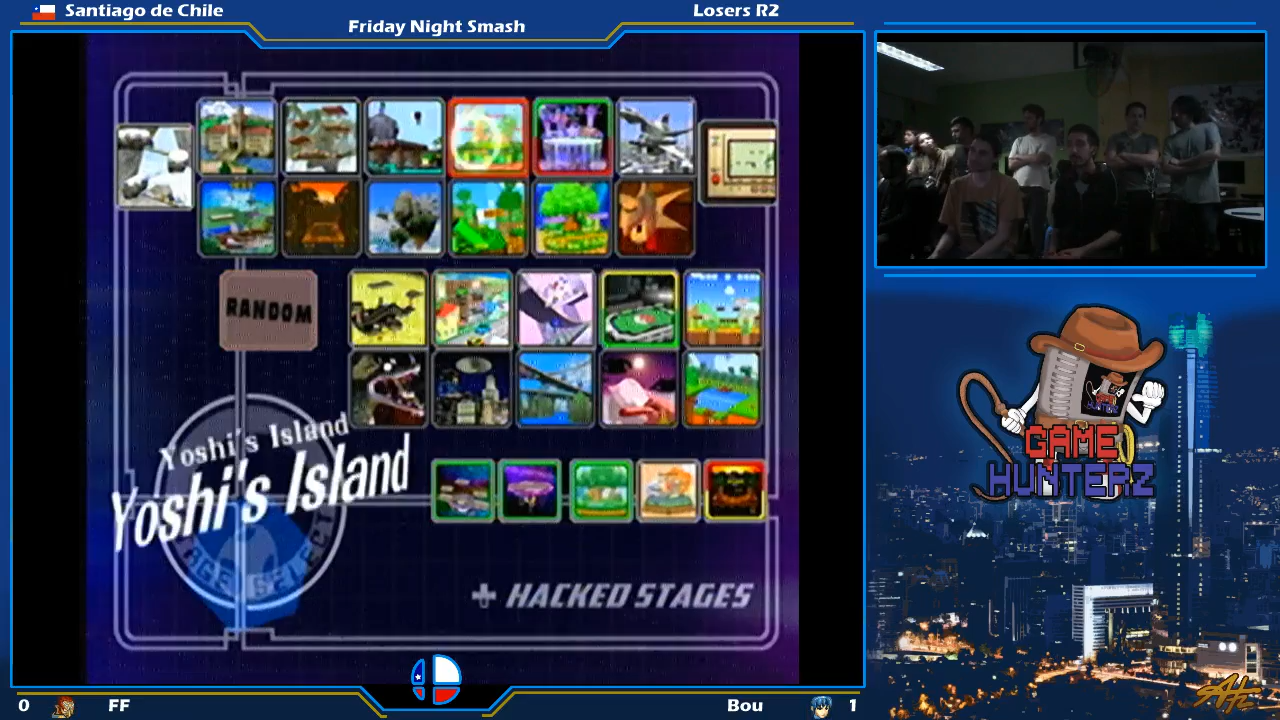 Santiago de Chile
Friday Night Smash
Losers R2
RANDOM
Yoshi's Island
Yoshi's Island
+ HACKED STAGES
GAME
HUNTERZ
0
FF
Bou
1